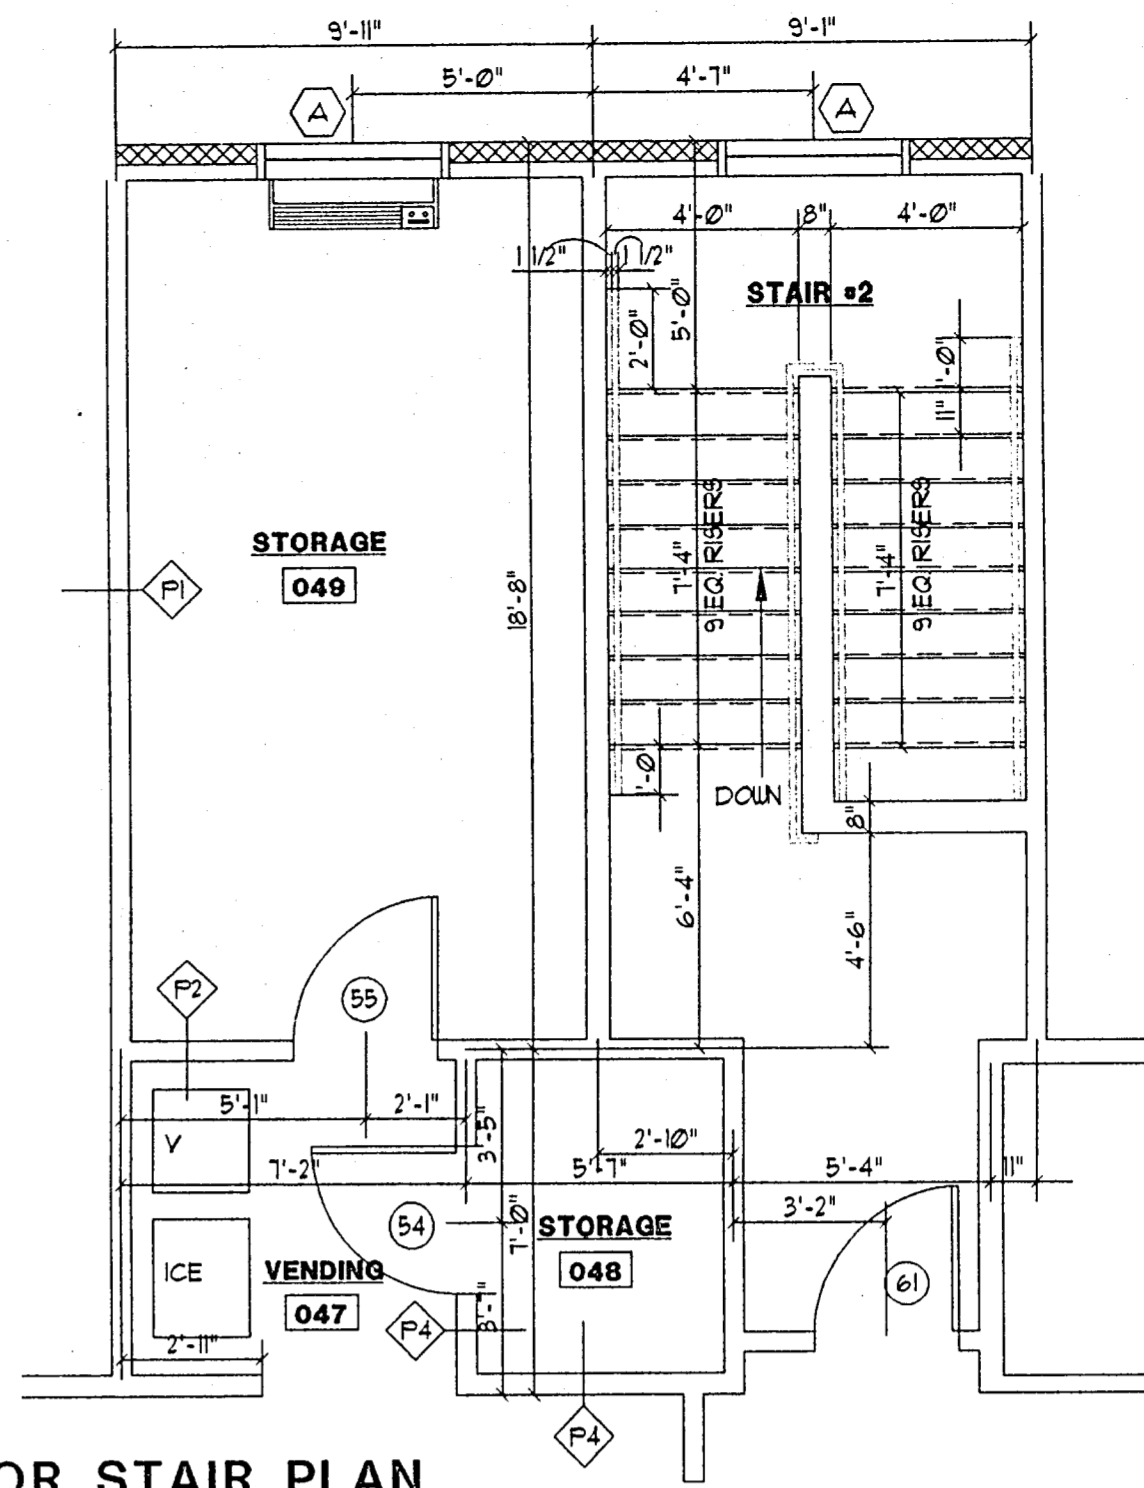 9'-11" 9'-1"
5'-0" 4'-7"
A A
4'-0" 8" 4'-0"
1 1/2" 1 1/2"
STAIR #2
2'-0"
5'-0"
1'-0"
11"
STORAGE
049
P1
18'-8"
7'-4"
9 EQ. RISERS
7'-4"
9 EQ. RISERS
1'-0
DOWN
8"
6'-4"
4'-6"
P2
55
5'-1" 2'-1"
3'-5"
V
2'-10"
7'-2" 5'-7" 5'-4" 11"
3'-2"
54
7'-0"
STORAGE
048
ICE
VENDING
047
61
P4
2'-11"
P4
OR STAIR PLAN